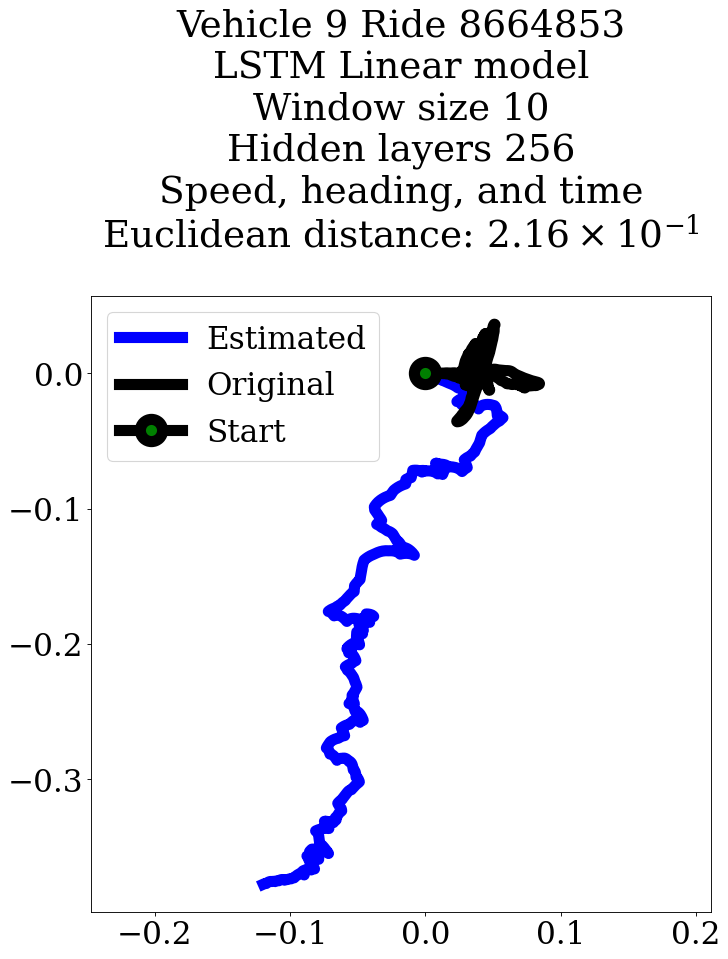 Vehicle 9 Ride 8664853
LSTM Linear model
Window size 10
Hidden layers 256
Speed, heading, and time
Euclidean distance: 2.16 × 10⁻¹
Estimated
Original
Start
0.0
−0.1
−0.2
−0.3
−0.2 −0.1 0.0 0.1 0.2